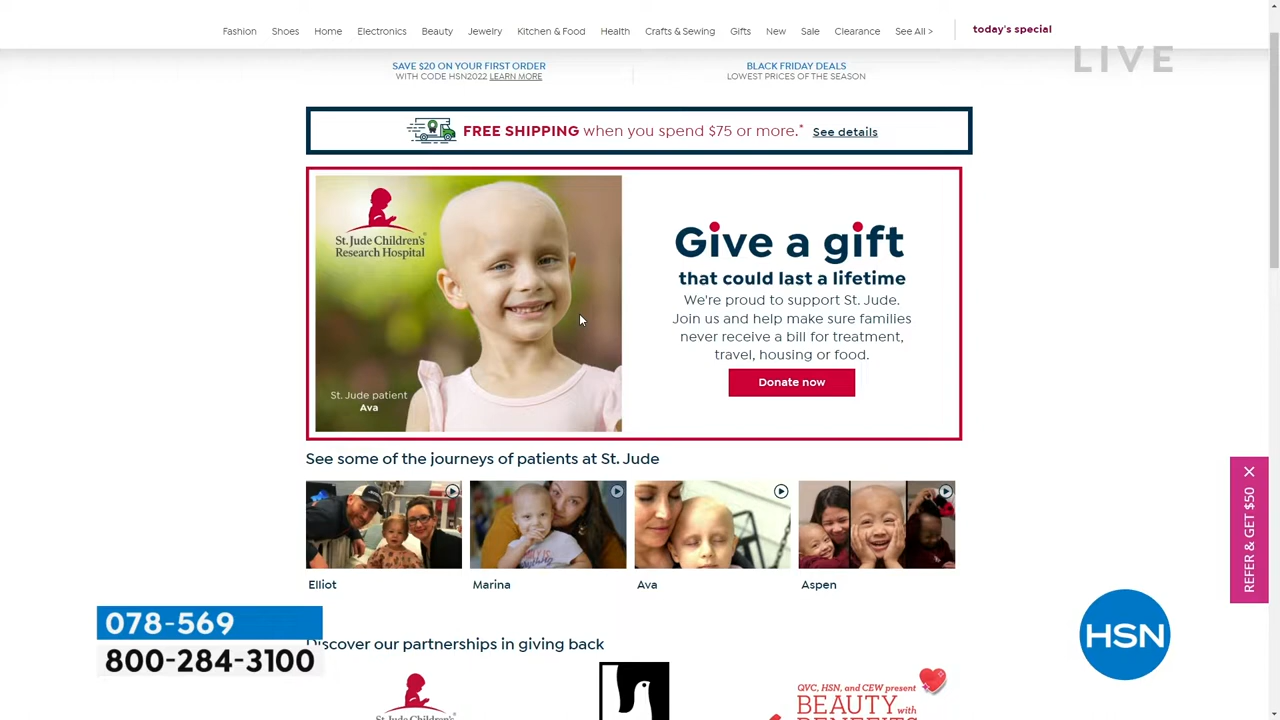 Fashion Shoes Home Electronics Beauty Jewelry Kitchen & Food Health Crafts & Sewing Gifts New Sale Clearance See All > today's special
LIVE
SAVE $20 ON YOUR FIRST ORDER
WITH CODE HSN2022 LEARN MORE
BLACK FRIDAY DEALS
LOWEST PRICES OF THE SEASON
FREE SHIPPING when you spend $75 or more.* See details
St. Jude Children's
Research Hospital
St. Jude patient
Ava
Give a gift
that could last a lifetime
We're proud to support St. Jude.
Join us and help make sure families
never receive a bill for treatment,
travel, housing or food.
Donate now
See some of the journeys of patients at St. Jude
Elliot
Marina
Ava
Aspen
REFER & GET $50
078-569
800-284-3100
HSN
Discover our partnerships in giving back
St. Jude Children's
QVC, HSN, and CEW present
BEAUTY with
BENEFITS